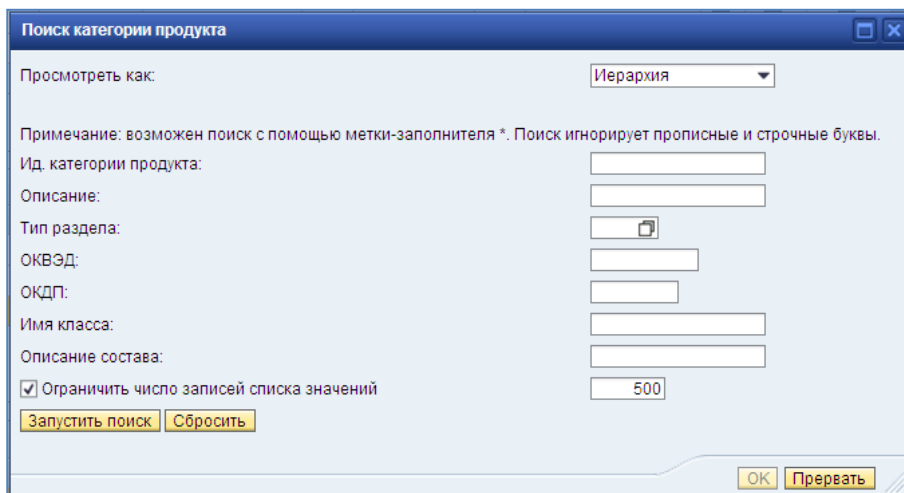 Поиск категории продукта
Просмотреть как: Иерархия
Примечание: возможен поиск с помощью метки-заполнителя *. Поиск игнорирует прописные и строчные буквы.
Ид. категории продукта:
Описание:
Тип раздела:
ОКВЭД:
ОКДП:
Имя класса:
Описание состава:
Ограничить число записей списка значений 500
Запустить поиск Сбросить
OK Прервать